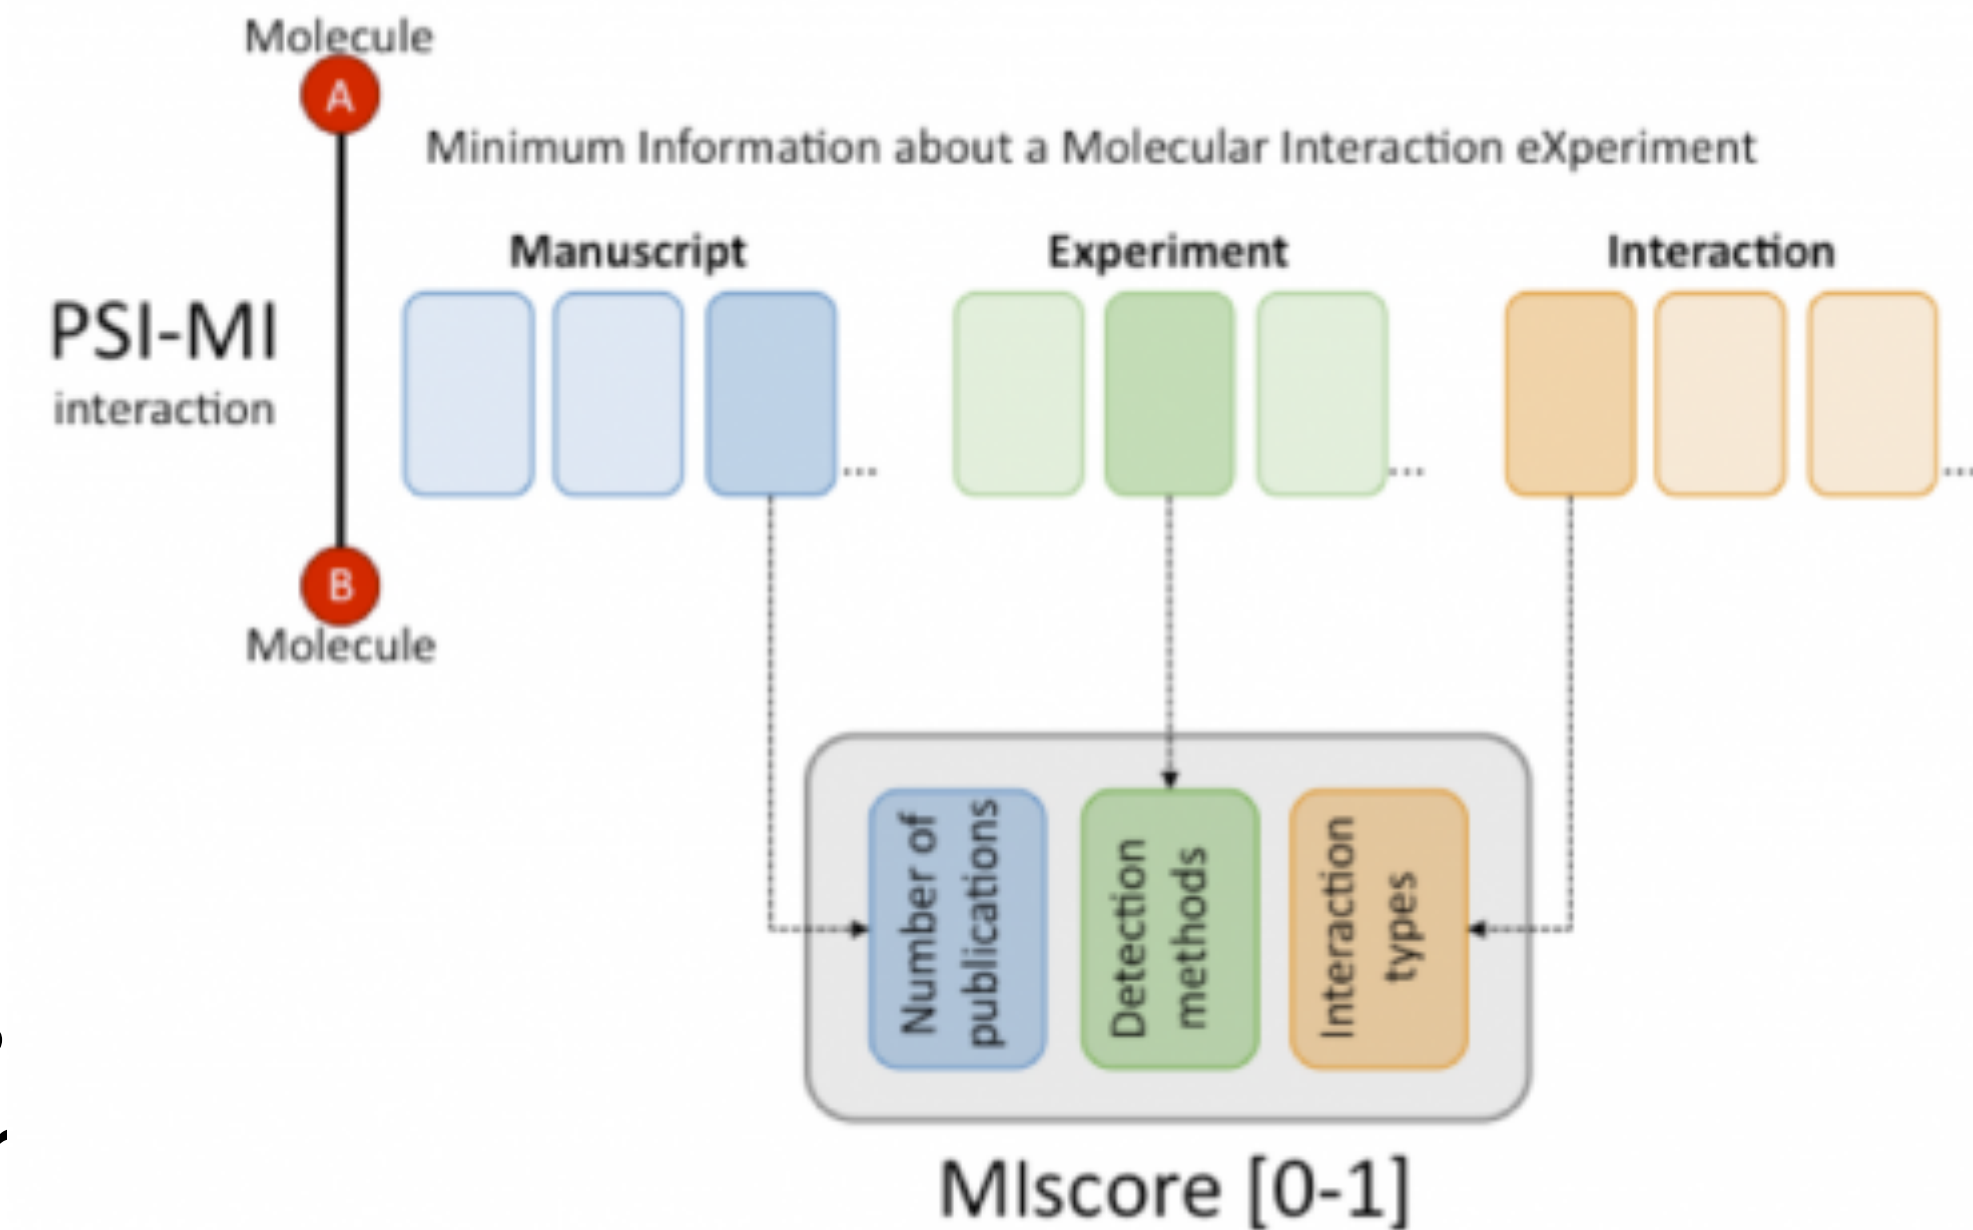 Molecule
A
Minimum Information about a Molecular Interaction eXperiment
Manuscript
Experiment
Interaction
PSI-MI
interaction
...
...
...
B
Molecule
Number of
publications
Detection
methods
Interaction
types
MIscore [0-1]